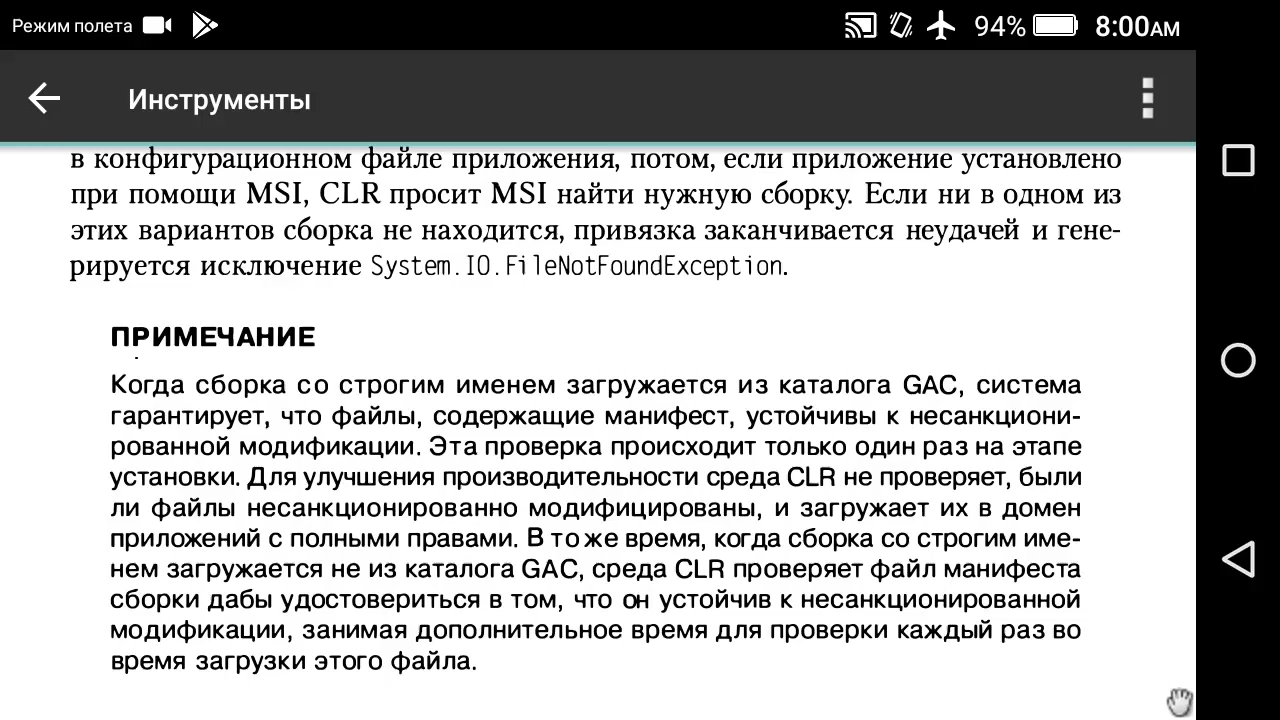 Режим полета
94%
8:00AM
Инструменты
в конфигурационном файле приложения, потом, если приложение установлено
при помощи MSI, CLR просит MSI найти нужную сборку. Если ни в одном из
этих вариантов сборка не находится, привязка заканчивается неудачей и гене-
рируется исключение System.IO.FileNotFoundException.
ПРИМЕЧАНИЕ
Когда сборка со строгим именем загружается из каталога GAC, система
гарантирует, что файлы, содержащие манифест, устойчивы к несанкциони-
рованной модификации. Эта проверка происходит только один раз на этапе
установки. Для улучшения производительности среда CLR не проверяет, были
ли файлы несанкционированно модифицированы, и загружает их в домен
приложений с полными правами. В то же время, когда сборка со строгим име-
нем загружается не из каталога GAC, среда CLR проверяет файл манифеста
сборки дабы удостовериться в том, что он устойчив к несанкционированной
модификации, занимая дополнительное время для проверки каждый раз во
время загрузки этого файла.